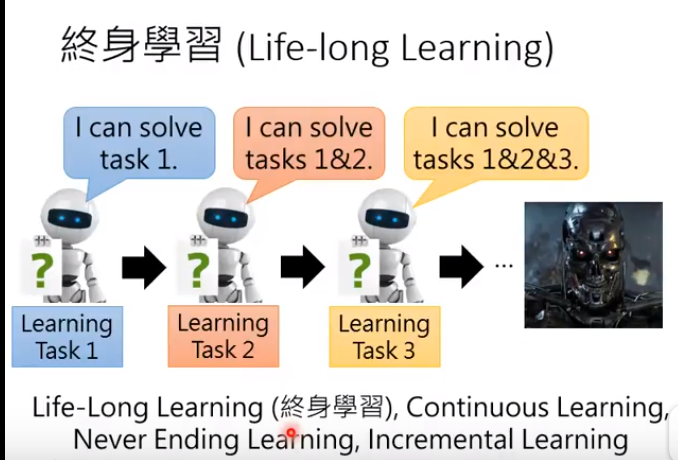 終身學習 (Life-long Learning)
I can solve
task 1.
I can solve
tasks 1&2.
I can solve
tasks 1&2&3.
?
?
?
...
Learning
Task 1
Learning
Task 2
Learning
Task 3
Life-Long Learning (終身學習), Continuous Learning,
Never Ending Learning, Incremental Learning